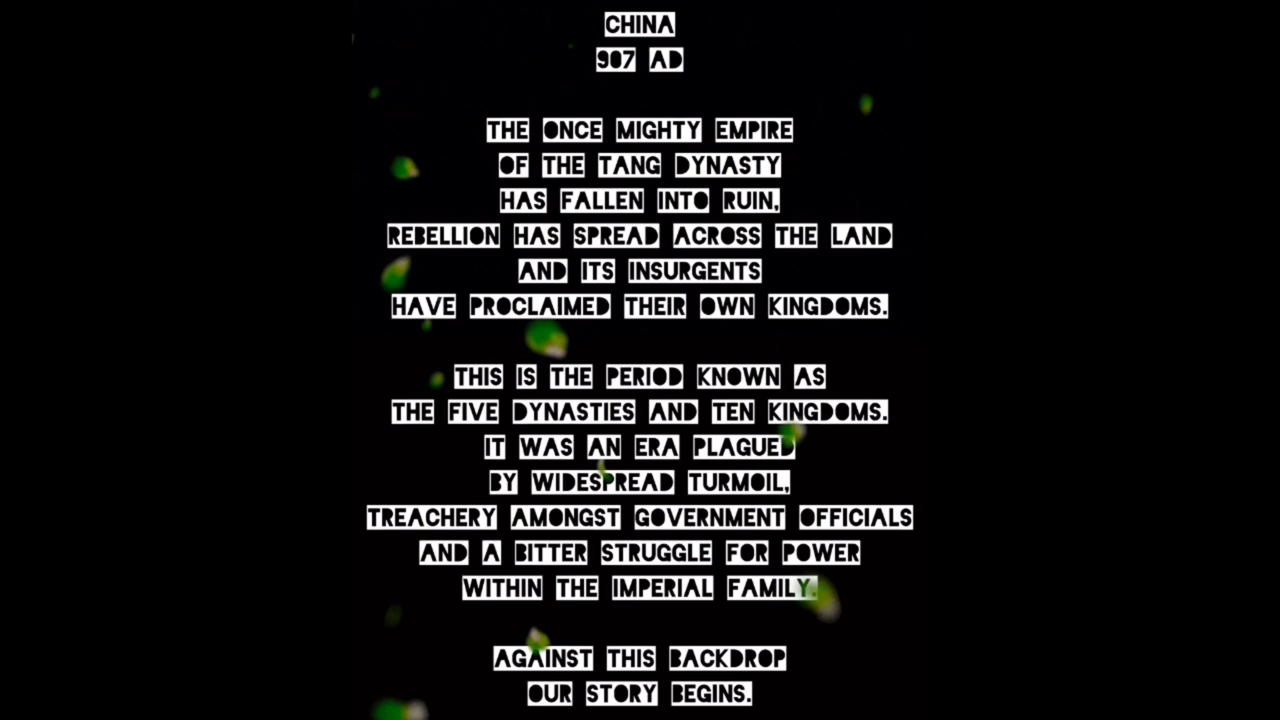 CHINA
907 AD
THE ONCE MIGHTY EMPIRE
OF THE TANG DYNASTY
HAS FALLEN INTO RUIN,
REBELLION HAS SPREAD ACROSS THE LAND
AND ITS INSURGENTS
HAVE PROCLAIMED THEIR OWN KINGDOMS.
THIS IS THE PERIOD KNOWN AS
THE FIVE DYNASTIES AND TEN KINGDOMS.
IT WAS AN ERA PLAGUED
BY WIDESPREAD TURMOIL,
TREACHERY AMONGST GOVERNMENT OFFICIALS
AND A BITTER STRUGGLE FOR POWER
WITHIN THE IMPERIAL FAMILY.
AGAINST THIS BACKDROP
OUR STORY BEGINS.